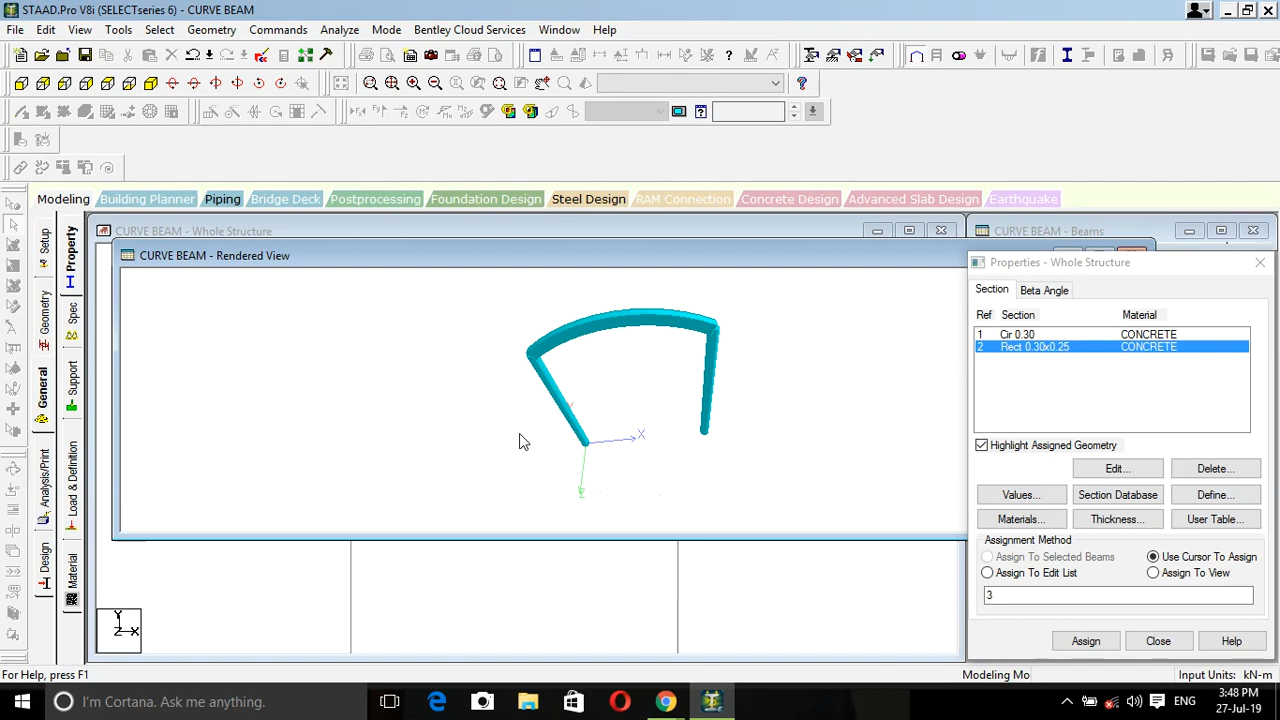 STAAD.Pro V8i (SELECTseries 6) - CURVE BEAM
File Edit View Tools Select Geometry Commands Analyze Mode Bentley Cloud Services Window Help
Modeling Building Planner Piping Bridge Deck Postprocessing Foundation Design Steel Design RAM Connection Concrete Design Advanced Slab Design Earthquake
CURVE BEAM - Whole Structure
CURVE BEAM - Beams
CURVE BEAM - Rendered View
Setup
Geometry
General
Analysis/Print
Design
Property
Spec
Support
Load & Definition
Material
X
Z
Y
Z X
Properties - Whole Structure
Section Beta Angle
Ref Section Material
1 Cir 0.30 CONCRETE
2 Rect 0.30x0.25 CONCRETE
Highlight Assigned Geometry
Edit... Delete...
Values... Section Database Define...
Materials... Thickness... User Table...
Assignment Method
Assign To Selected Beams Use Cursor To Assign
Assign To Edit List Assign To View
3
Assign Close Help
For Help, press F1
Modeling Mo
Input Units: kN-m
I'm Cortana. Ask me anything.
ENG
3:48 PM
27-Jul-19